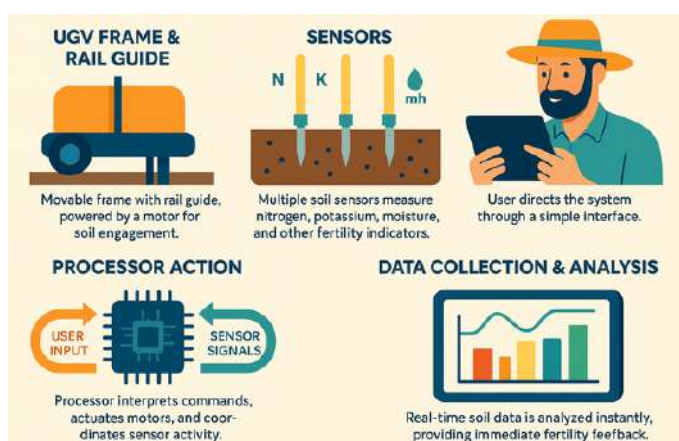 UGV FRAME &
RAIL GUIDE
Movable frame with rail guide,
powered by a motor for
soil engagement.
SENSORS
N K
mh
Multiple soil sensors measure
nitrogen, potassium, moisture,
and other fertility indicators.
User directs the system
through a simple interface.
PROCESSOR ACTION
USER
INPUT
SENSOR
SIGNALS
Processor interprets commands,
actuates motors, and coor-
dinates sensor activity.
DATA COLLECTION & ANALYSIS
Real-time soil data is analyzed instantly,
providing immediate fertility feefback.